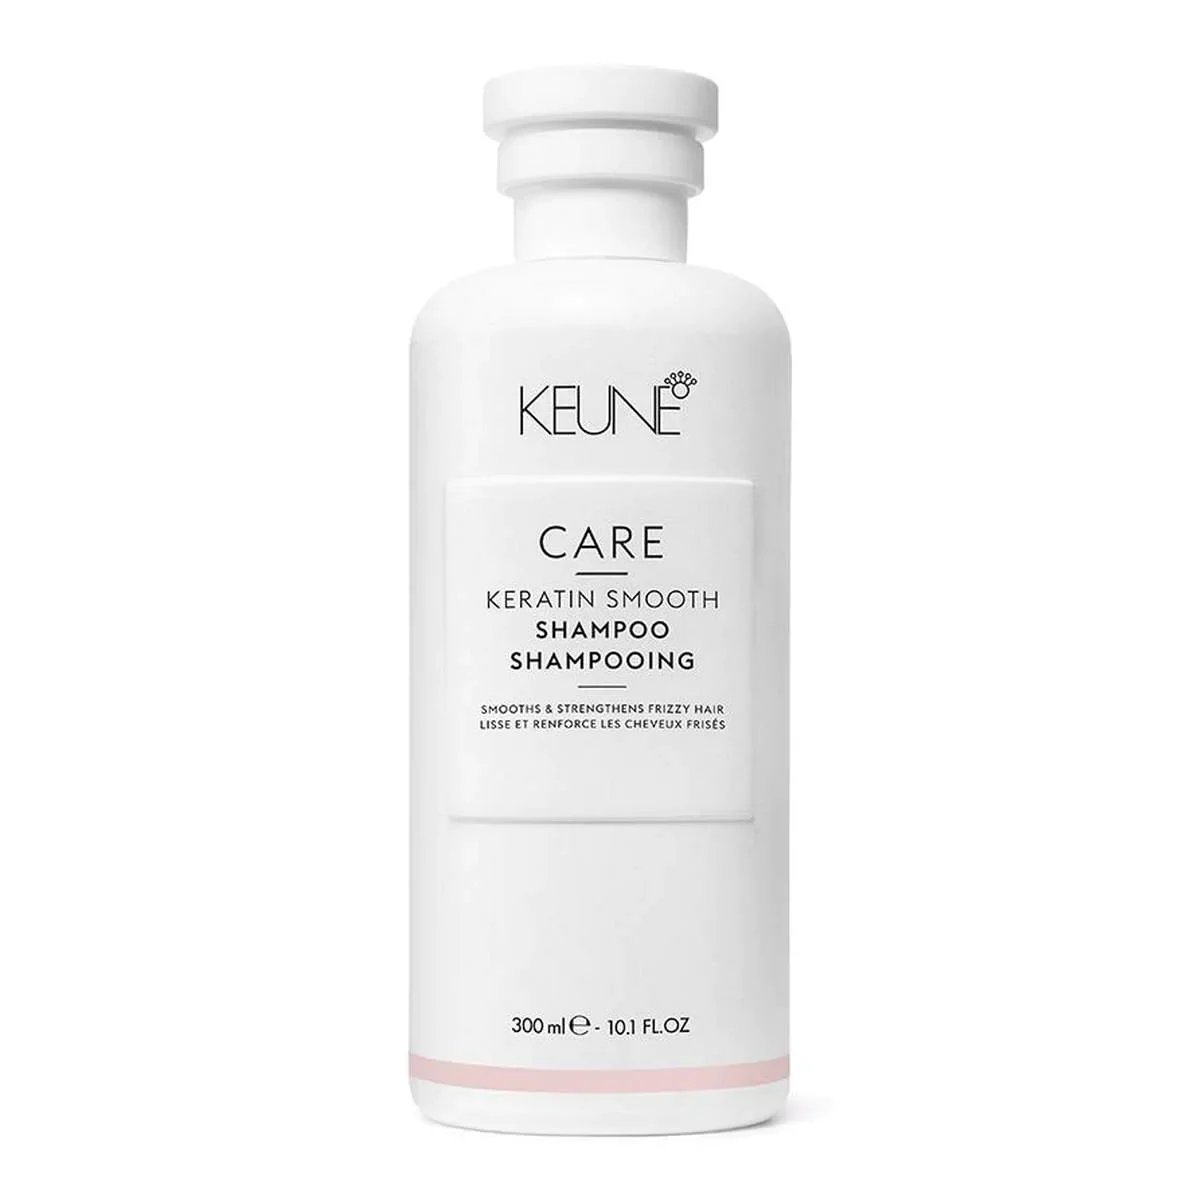 KEUNE
CARE
KERATIN SMOOTH
SHAMPOO
SHAMPOOING
SMOOTHS & STRENGTHENS FRIZZY HAIR
LISSE ET RENFORCE LES CHEVEUX FRISÉS
300 ml ℮ - 10.1 FL.OZ